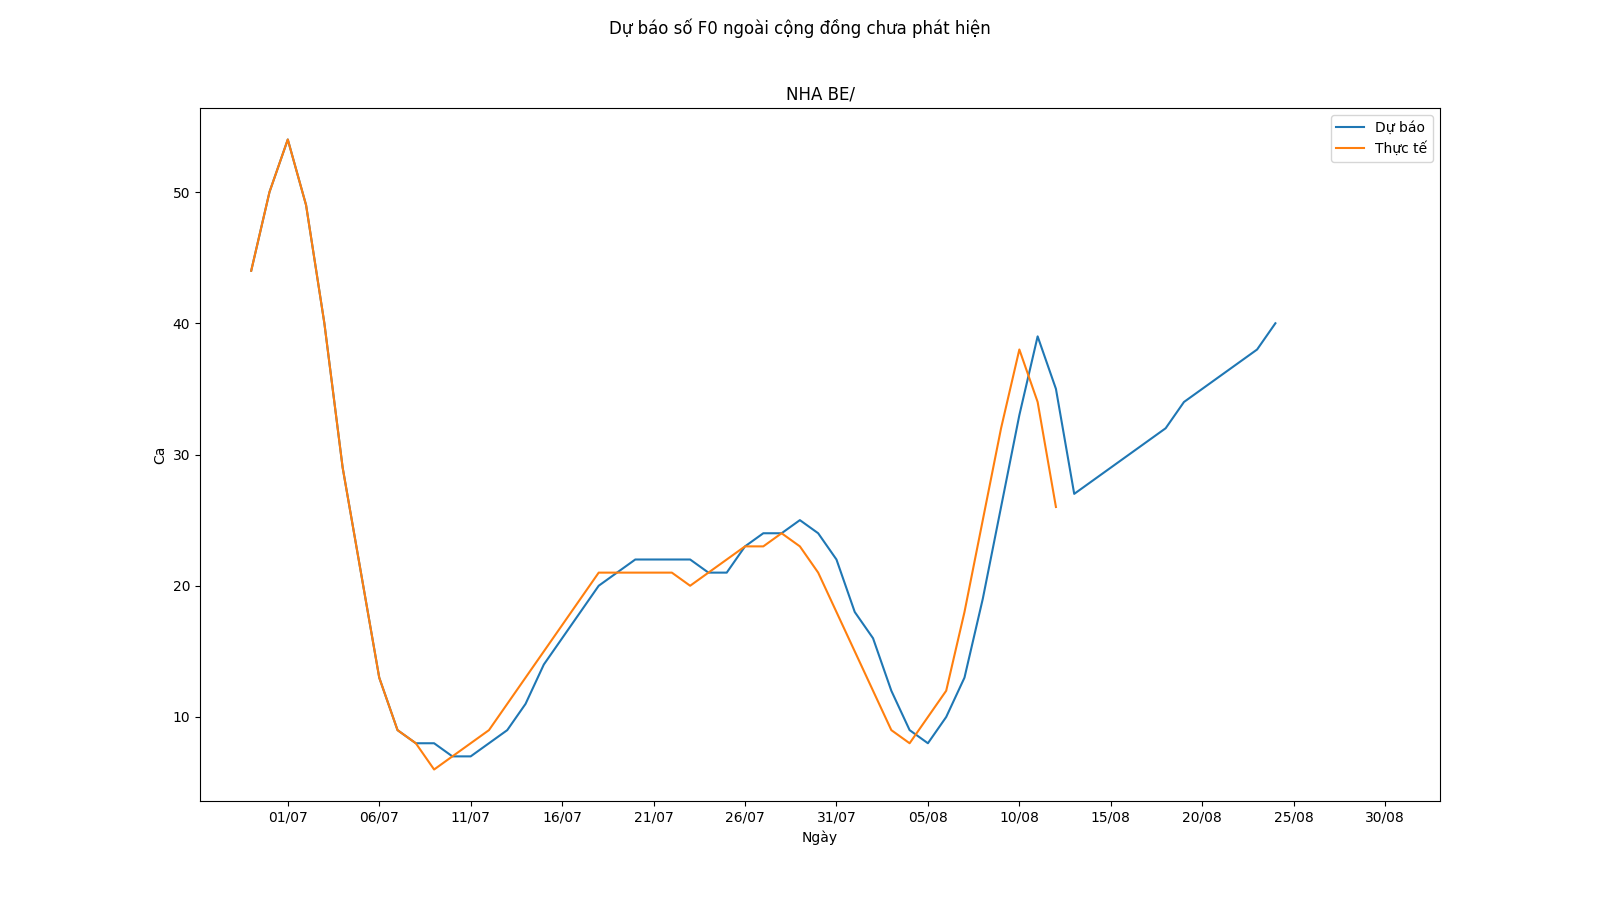 Dự báo số F0 ngoài cộng đồng chưa phát hiện
NHA BE/
Dự báo
Thực tế
50
40
30
20
10
Ca
01/07 06/07 11/07 16/07 21/07 26/07 31/07 05/08 10/08 15/08 20/08 25/08 30/08
Ngày